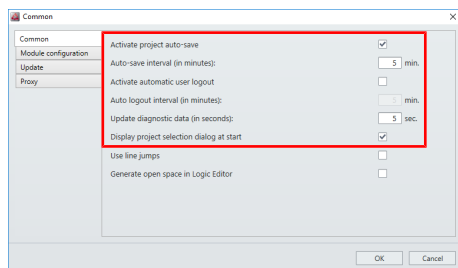 Common
Common
Module configuration
Update
Proxy
Activate project auto-save
Auto-save interval (in minutes): 5 min.
Activate automatic user logout
Auto logout interval (in minutes): min.
Update diagnostic data (in seconds): 5 sec.
Display project selection dialog at start
Use line jumps
Generate open space in Logic Editor
OK Cancel